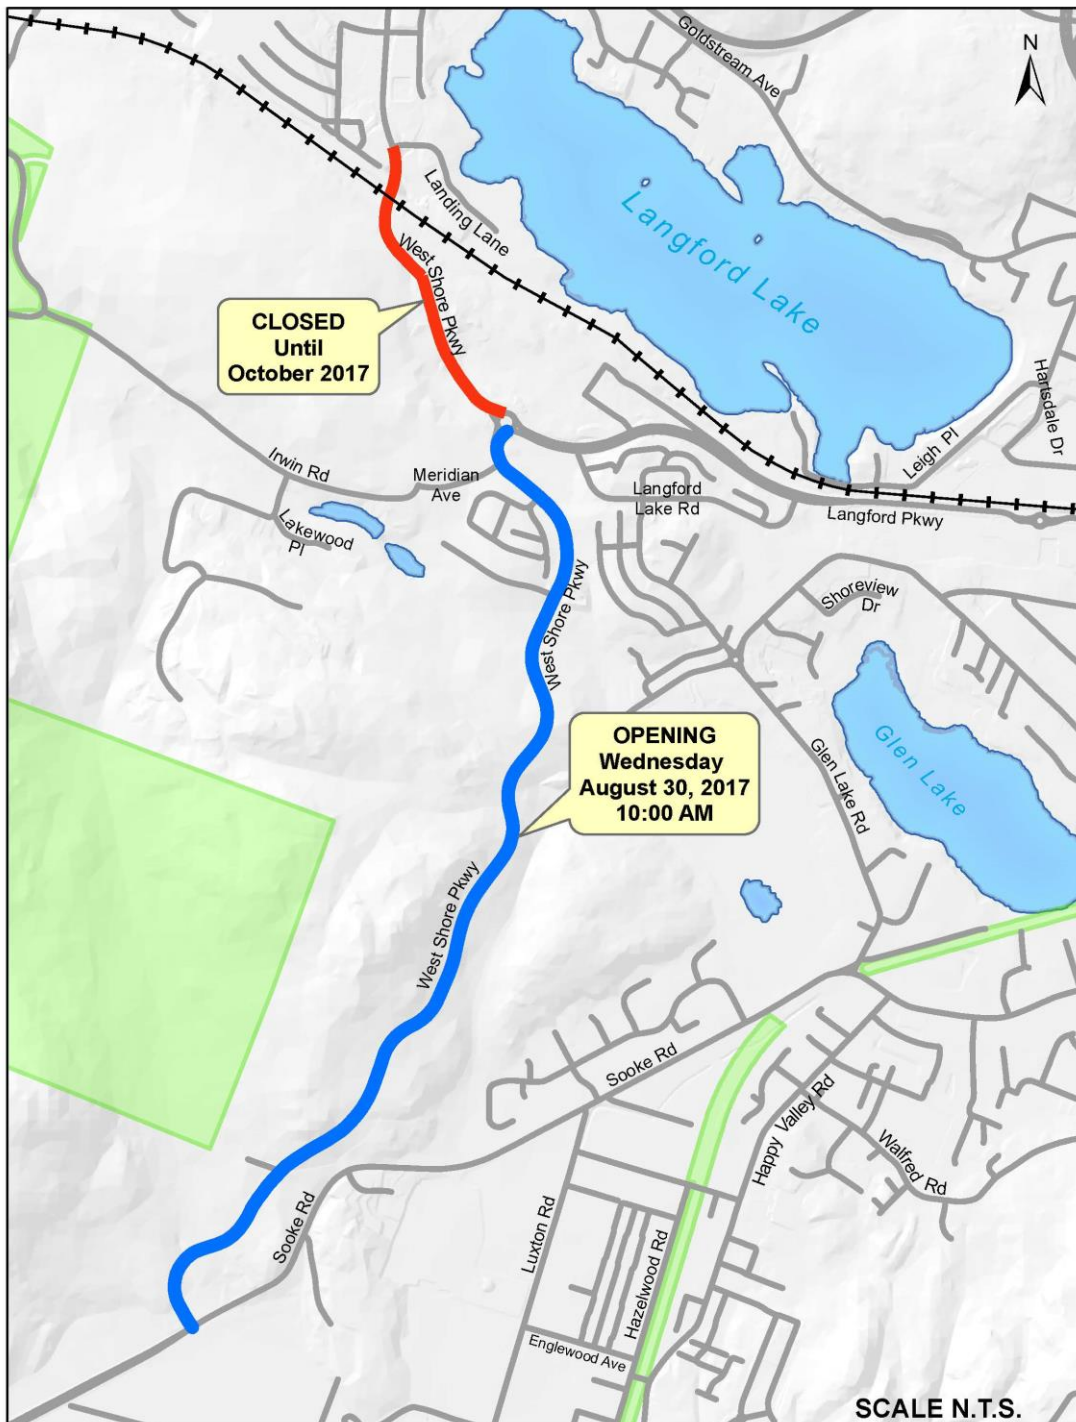 Goldstream Ave
N
Landing Lane
Langford Lake
West Shore Pkwy
CLOSED
Until
October 2017
Hartsdale Dr
Leigh Pl
Irwin Rd
Meridian
Ave
Langford
Lake Rd
Langford Pkwy
Lakewood
Pl
West Shore Pkwy
Shoreview
Dr
OPENING
Wednesday
August 30, 2017
10:00 AM
Glen Lake Rd
Glen Lake
West Shore Pkwy
Sooke Rd
Happy Valley Rd
Walfred Rd
Sooke Rd
Luxton Rd
Hazelwood Rd
Englewood Ave
SCALE N.T.S.